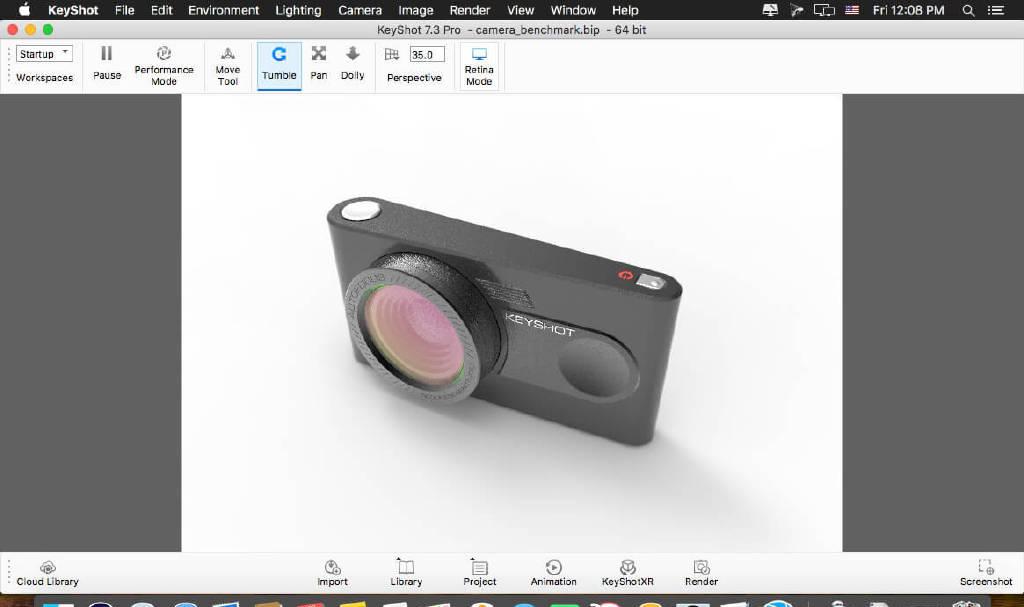 KeyShot File Edit Environment Lighting Camera Image Render View Window Help Fri 12:08 PM
KeyShot 7.3 Pro - camera_benchmark.bip - 64 bit
Startup
Workspaces
Pause
Performance
Mode
Move
Tool
Tumble
Pan
Dolly
35.0
Perspective
Retina
Mode
AUTOFOCUS
KEYSHOT
Cloud Library
Import
Library
Project
Animation
KeyShotXR
Render
Screenshot